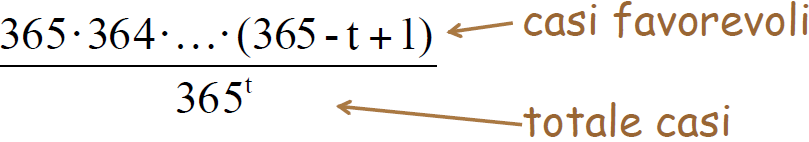 365·364·…·(365-t+1)
casi favorevoli
365^t
totale casi